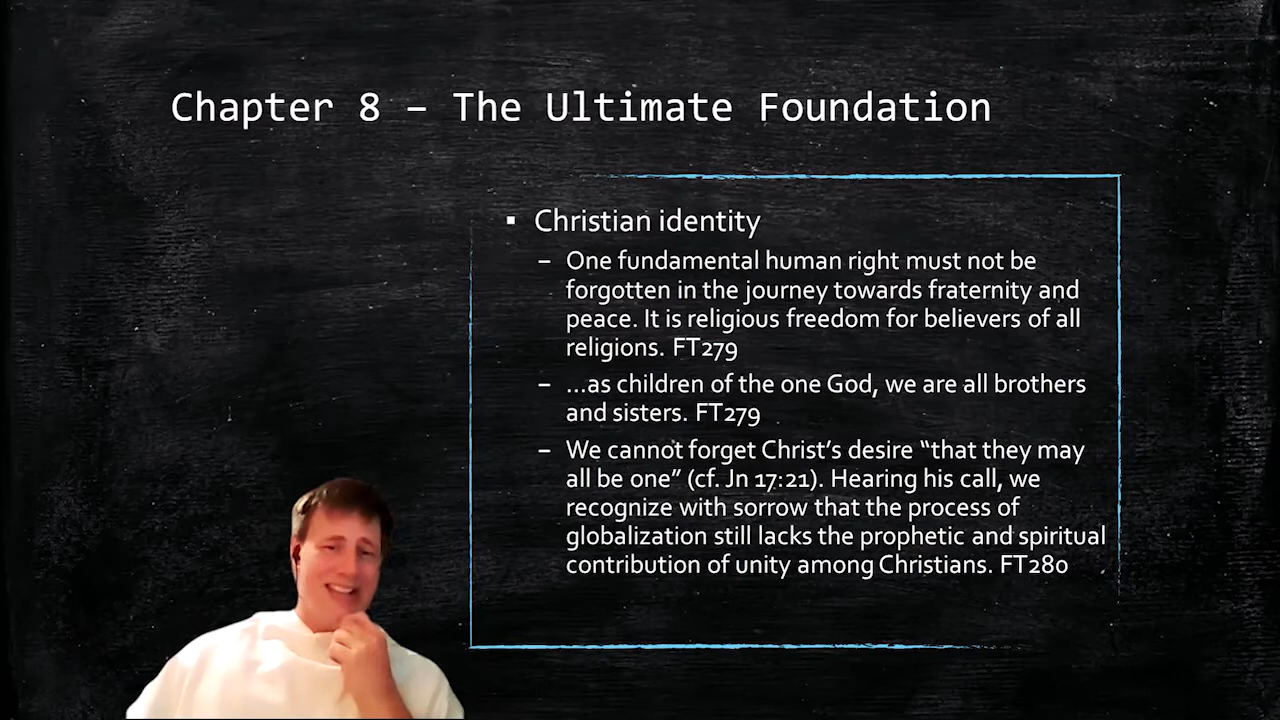 Chapter 8 – The Ultimate Foundation
▪ Christian identity
– One fundamental human right must not be
forgotten in the journey towards fraternity and
peace. It is religious freedom for believers of all
religions. FT279
– …as children of the one God, we are all brothers
and sisters. FT279
– We cannot forget Christ’s desire “that they may
all be one” (cf. Jn 17:21). Hearing his call, we
recognize with sorrow that the process of
globalization still lacks the prophetic and spiritual
contribution of unity among Christians. FT280